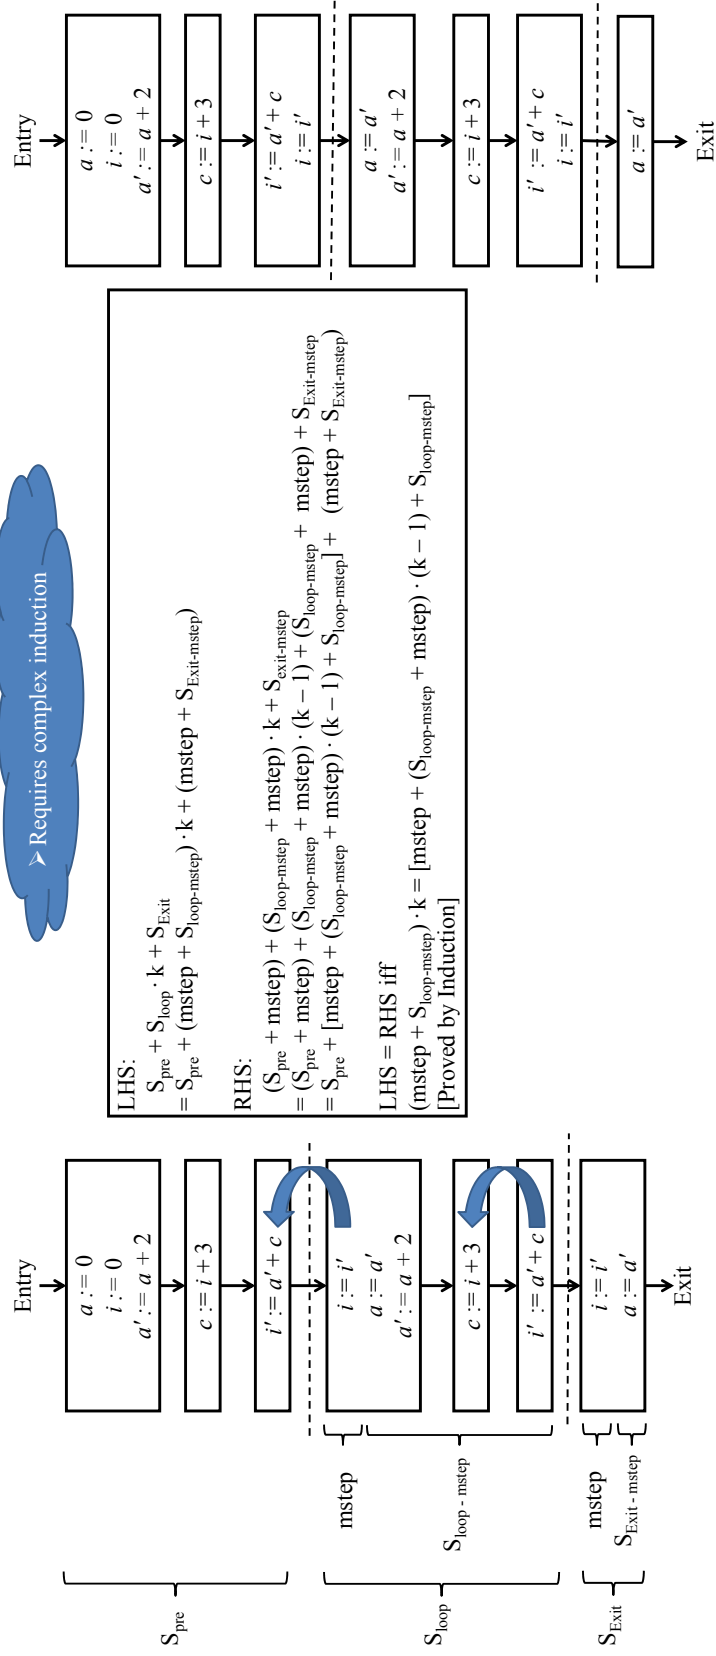 ➢ Requires complex induction
Entry
a := 0
i := 0
a′ := a + 2
c := i + 3
i′ := a′ + c
i := i′
a := a′
a′ := a + 2
c := i + 3
i′ := a′ + c
i := i′
a := a′
Exit
mstep
S_loop - mstep
mstep
S_Exit - mstep
S_pre
S_loop
S_Exit
LHS:
S_pre + S_loop · k + S_Exit
= S_pre + (mstep + S_loop-mstep) · k + (mstep + S_Exit-mstep)
RHS:
(S_pre + mstep) + (S_loop-mstep + mstep) · k + S_exit-mstep
= (S_pre + mstep) + (S_loop-mstep + mstep) · (k – 1) + (S_loop-mstep + mstep) + S_Exit-mstep
= S_pre + [mstep + (S_loop-mstep + mstep) · (k – 1) + S_loop-mstep] + (mstep + S_Exit-mstep)
LHS = RHS iff
(mstep + S_loop-mstep) · k = [mstep + (S_loop-mstep + mstep) · (k – 1) + S_loop-mstep]
[Proved by Induction]
Entry
a := 0
i := 0
a′ := a + 2
c := i + 3
i′ := a′ + c
i := i′
a := a′
a′ := a + 2
c := i + 3
i′ := a′ + c
i := i′
a := a′
Exit